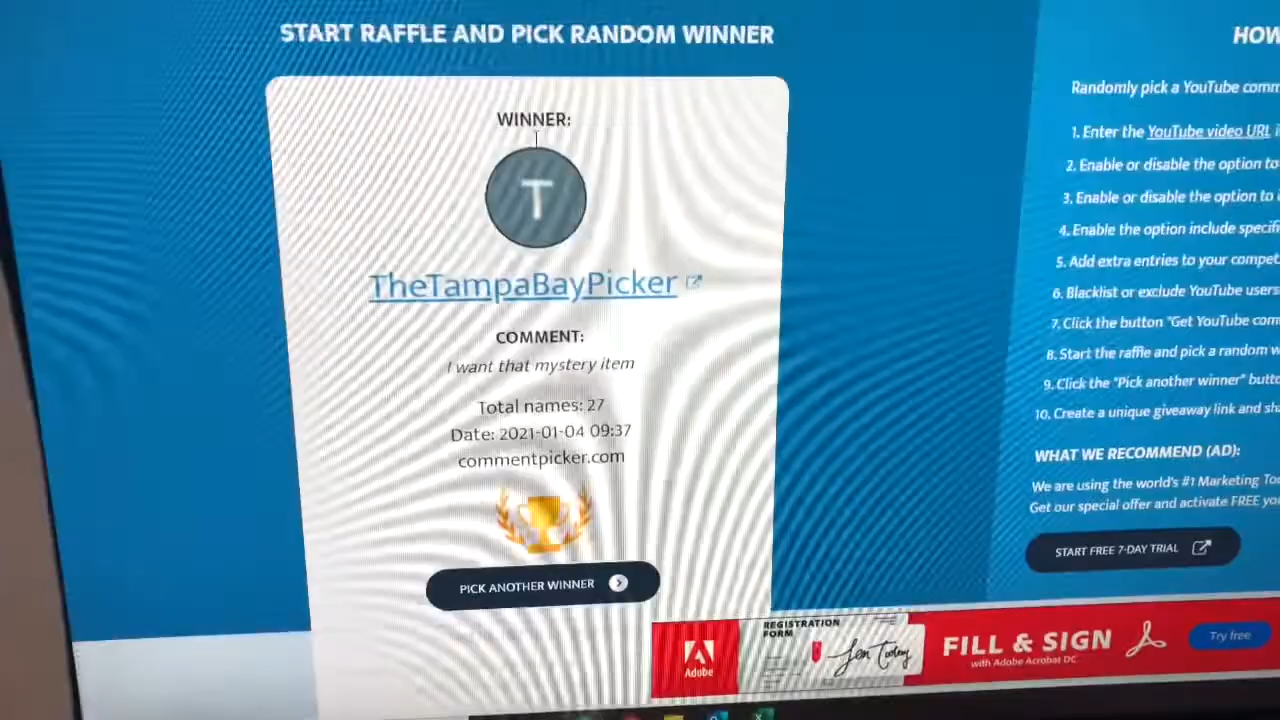 START RAFFLE AND PICK RANDOM WINNER
WINNER:
T
TheTampaBayPicker
COMMENT:
I want that mystery item
Total names: 27
Date: 2021-01-04 09:37
commentpicker.com
PICK ANOTHER WINNER
HOW
Randomly pick a YouTube comm
1. Enter the YouTube video URL
2. Enable or disable the option to
3. Enable or disable the option to
4. Enable the option include specifi
5. Add extra entries to your compet
6. Blacklist or exclude YouTube users
7. Click the button "Get YouTube com
8. Start the raffle and pick a random w
9. Click the "Pick another winner" butto
10. Create a unique giveaway link and sha
WHAT WE RECOMMEND (AD):
We are using the world's #1 Marketing Too
Get our special offer and activate FREE yo
START FREE 7-DAY TRIAL
Adobe
REGISTRATION
FORM
FILL & SIGN
with Adobe Acrobat DC
Try free